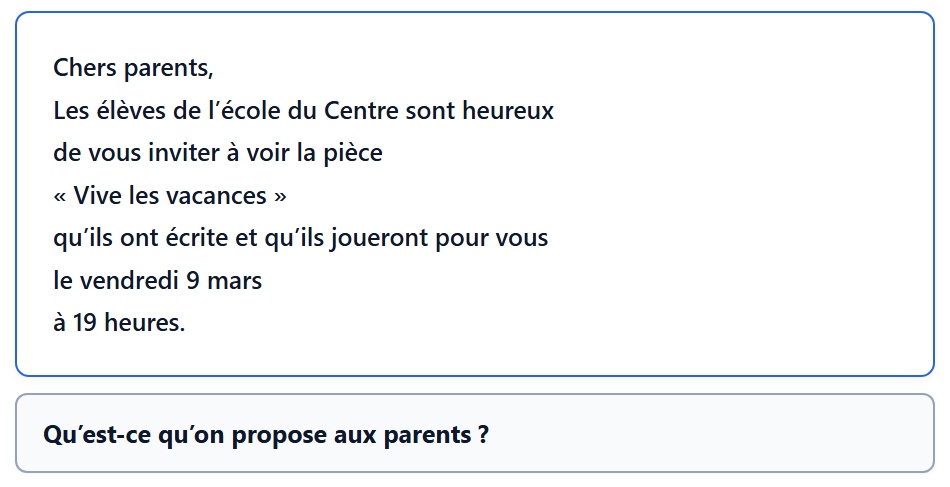 Chers parents,
Les élèves de l’école du Centre sont heureux
de vous inviter à voir la pièce
« Vive les vacances »
qu’ils ont écrite et qu’ils joueront pour vous
le vendredi 9 mars
à 19 heures.
Qu’est-ce qu’on propose aux parents ?